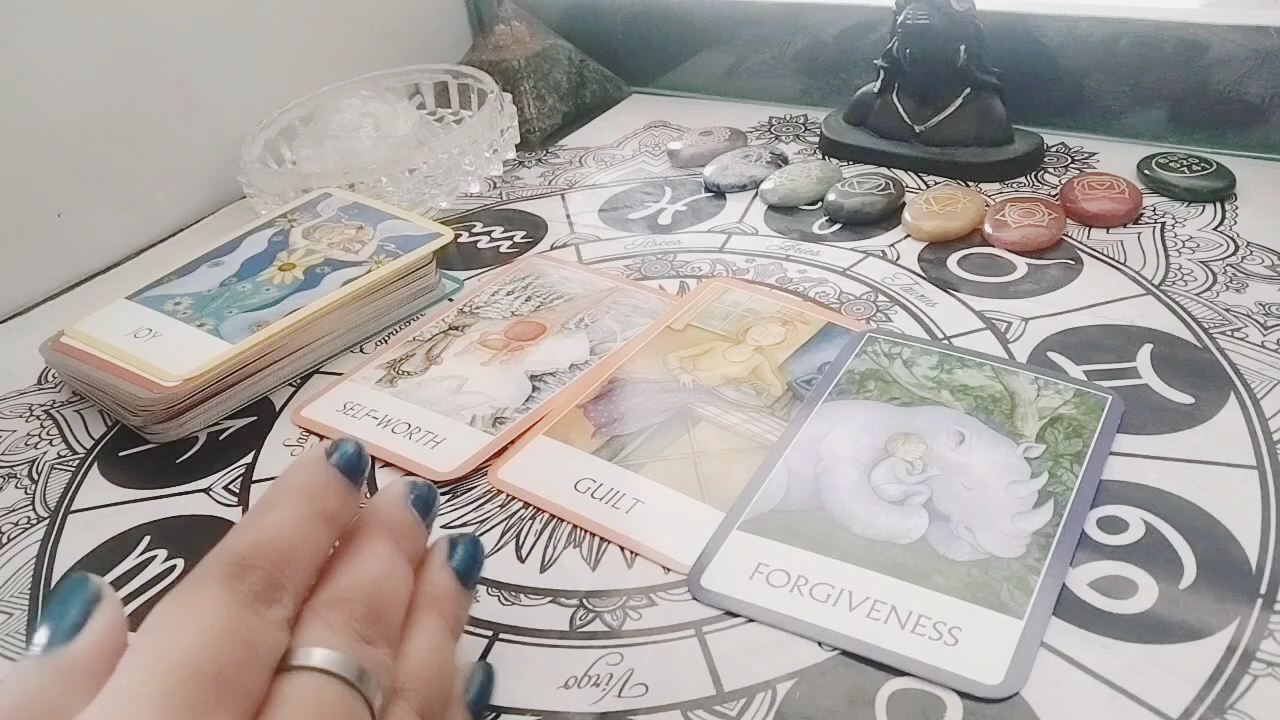 JOY
SELF-WORTH
GUILT
FORGIVENESS
Capricorn
Pisces
Aries
Taurus
Virgo